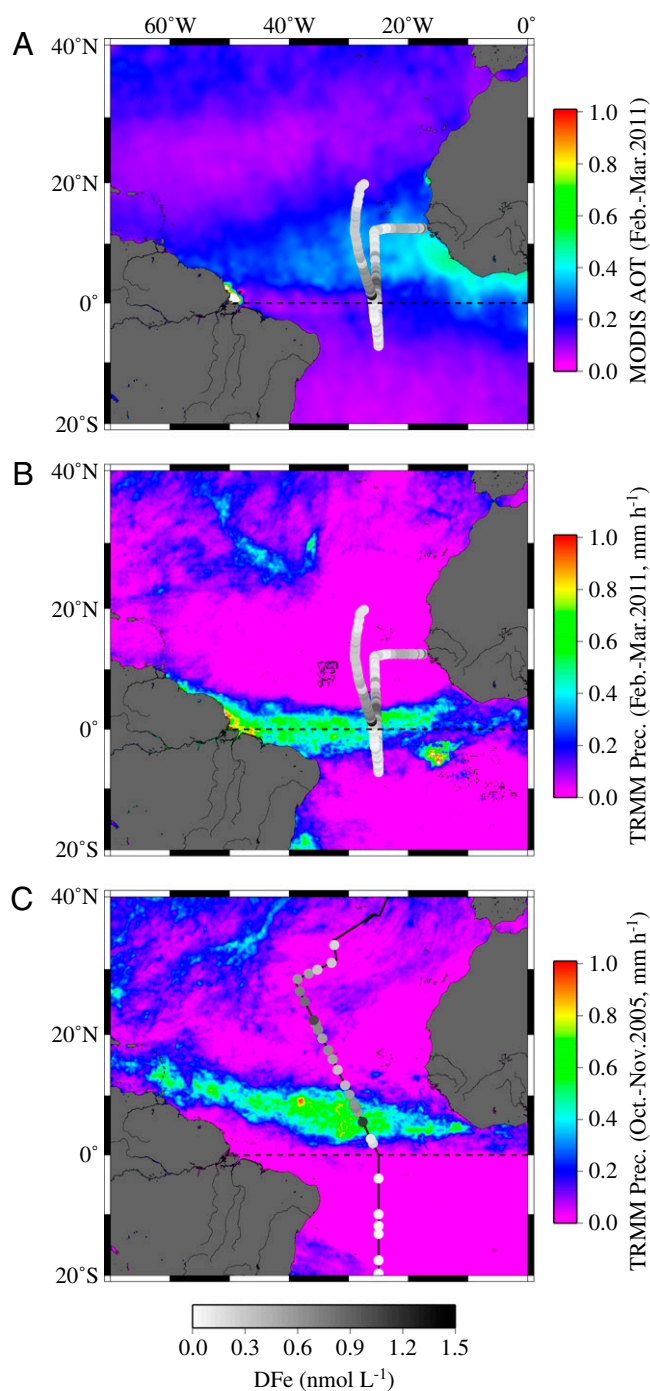 60°W 40°W 20°W 0°
A
40°N
20°N
0°
20°S
1.0
0.8
0.6
0.4
0.2
0.0
MODIS AOT (Feb.-Mar.2011)
B
40°N
20°N
0°
20°S
1.0
0.8
0.6
0.4
0.2
0.0
TRMM Prec. (Feb.-Mar.2011, mm h⁻¹)
C
40°N
20°N
0°
20°S
1.0
0.8
0.6
0.4
0.2
0.0
TRMM Prec. (Oct.-Nov.2005, mm h⁻¹)
0.0 0.3 0.6 0.9 1.2 1.5
DFe (nmol L⁻¹)